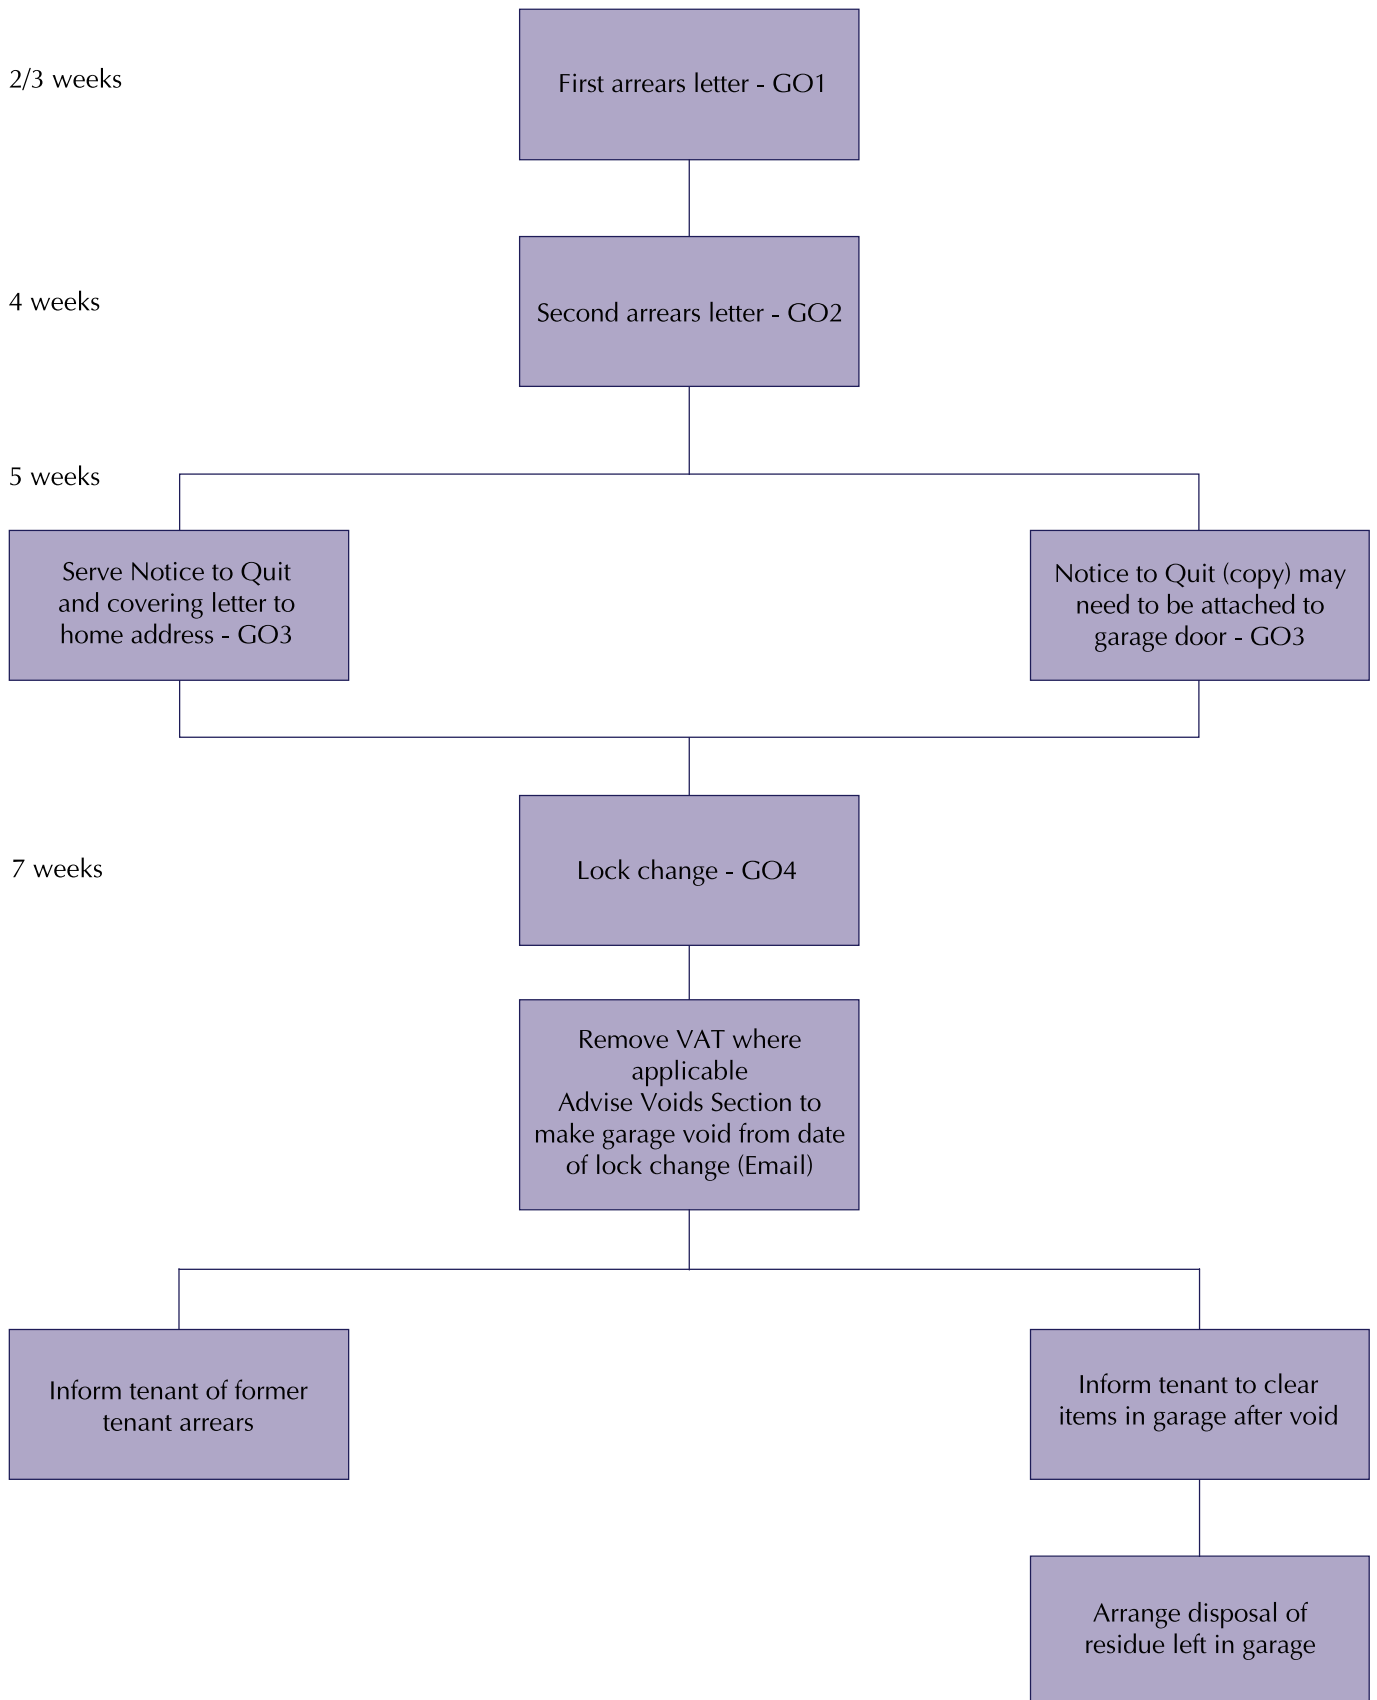 2/3 weeks
First arrears letter - GO1
4 weeks
Second arrears letter - GO2
5 weeks
Serve Notice to Quit
and covering letter to
home address - GO3
Notice to Quit (copy) may
need to be attached to
garage door - GO3
7 weeks
Lock change - GO4
Remove VAT where
applicable
Advise Voids Section to
make garage void from date
of lock change (Email)
Inform tenant of former
tenant arrears
Inform tenant to clear
items in garage after void
Arrange disposal of
residue left in garage